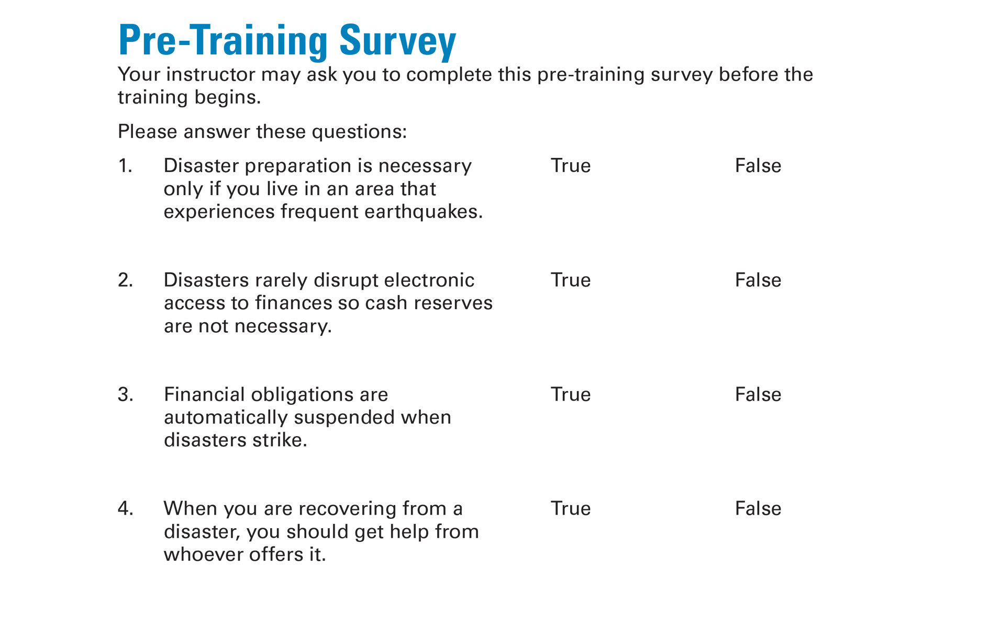 Pre-Training Survey
Your instructor may ask you to complete this pre-training survey before the
training begins.
Please answer these questions:
1. Disaster preparation is necessary True False
only if you live in an area that
experiences frequent earthquakes.
2. Disasters rarely disrupt electronic True False
access to finances so cash reserves
are not necessary.
3. Financial obligations are True False
automatically suspended when
disasters strike.
4. When you are recovering from a True False
disaster, you should get help from
whoever offers it.